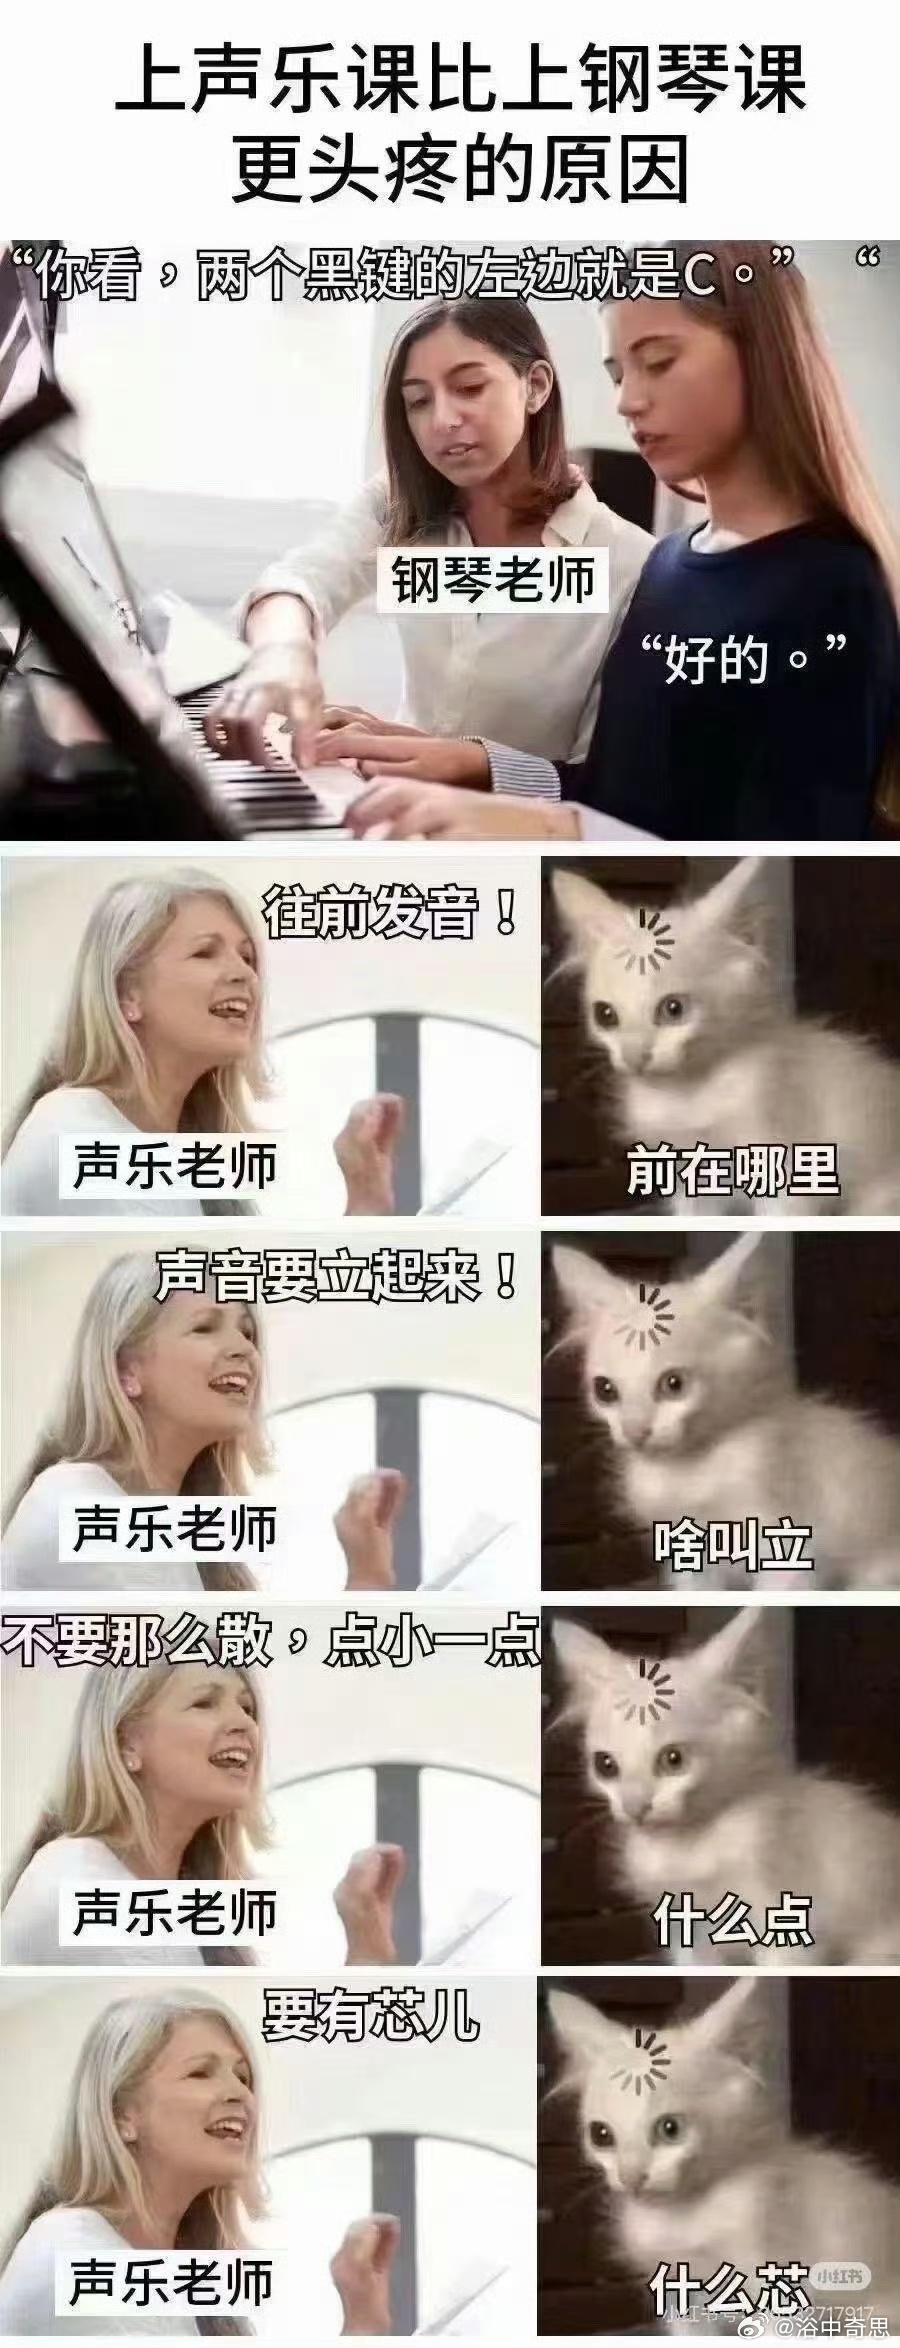 上声乐课比上钢琴课
更头疼的原因
“你看，两个黑键的左边就是C。” “
钢琴老师
“好的。”
往前发音！
声乐老师
前在哪里
声音要立起来！
声乐老师
啥叫立
不要那么散，点小一点
声乐老师
什么点
要有芯儿
声乐老师
什么芯
小红书
@浴中奇思